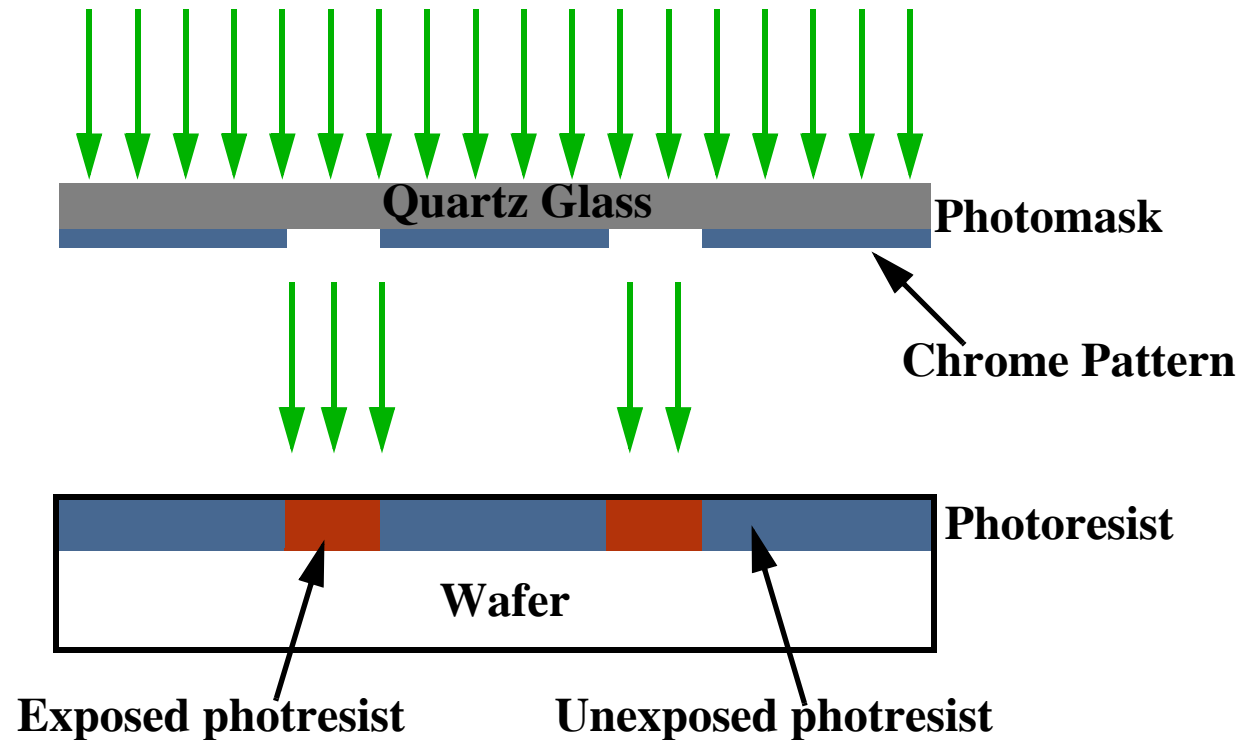 Quartz Glass
Photomask
Chrome Pattern
Photoresist
Wafer
Exposed photresist
Unexposed photresist